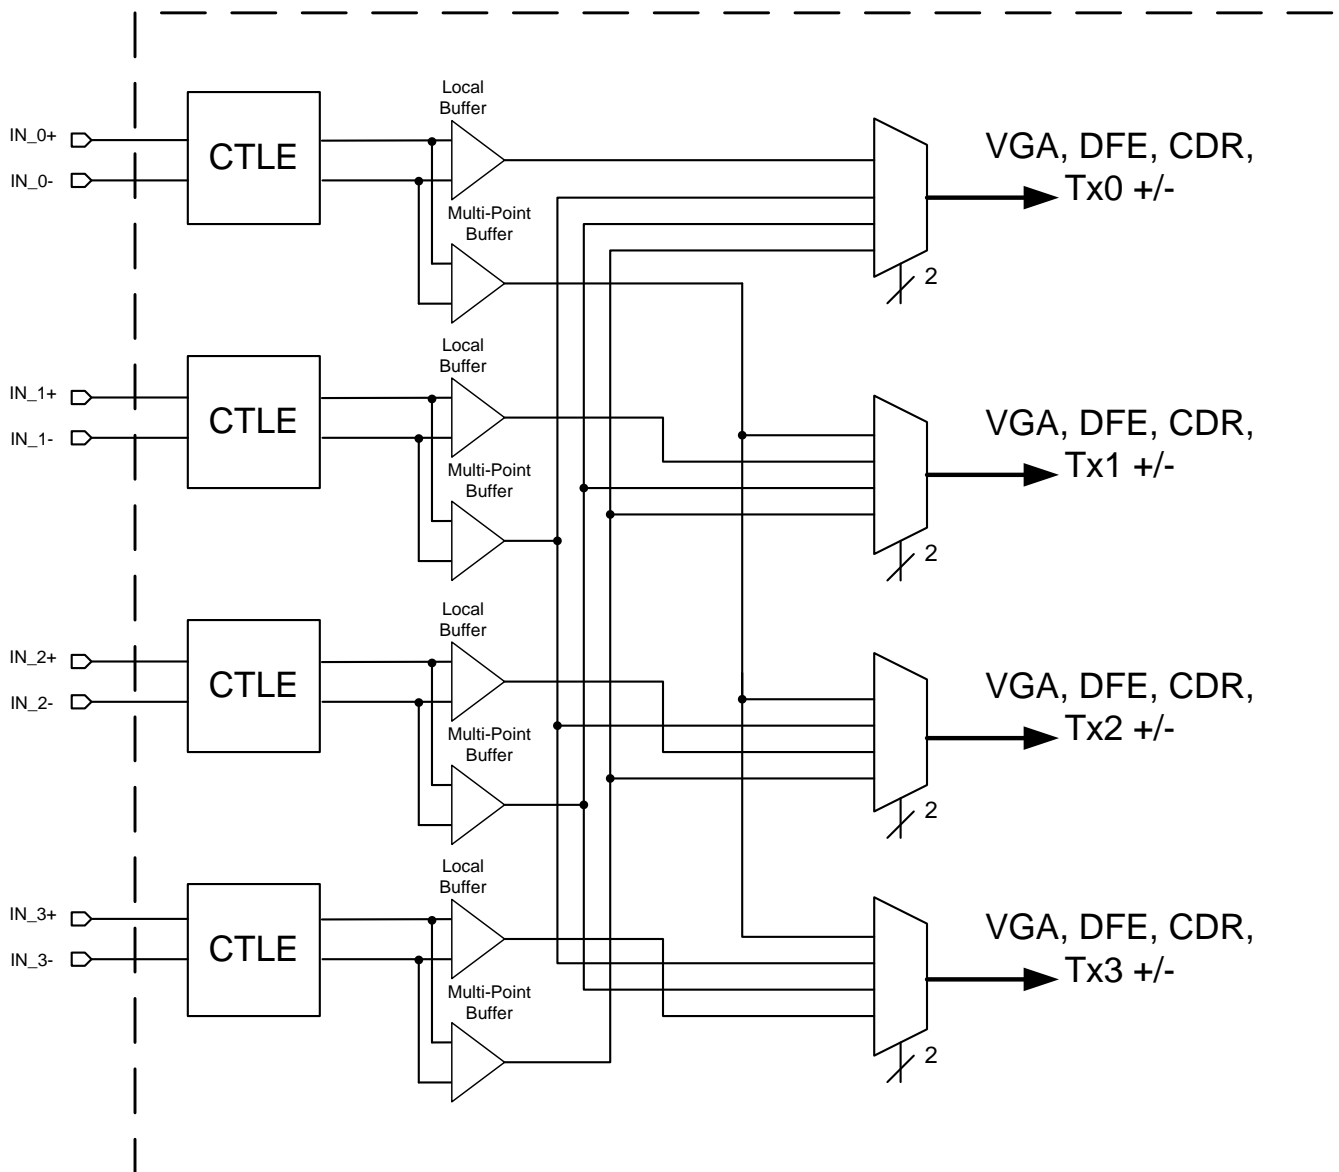 Local
Buffer
IN_0+
IN_0-
CTLE
VGA, DFE, CDR,
Tx0 +/-
Multi-Point
Buffer
2
Local
Buffer
IN_1+
IN_1-
CTLE
VGA, DFE, CDR,
Tx1 +/-
Multi-Point
Buffer
2
Local
Buffer
IN_2+
IN_2-
CTLE
VGA, DFE, CDR,
Tx2 +/-
Multi-Point
Buffer
2
Local
Buffer
IN_3+
IN_3-
CTLE
VGA, DFE, CDR,
Tx3 +/-
Multi-Point
Buffer
2